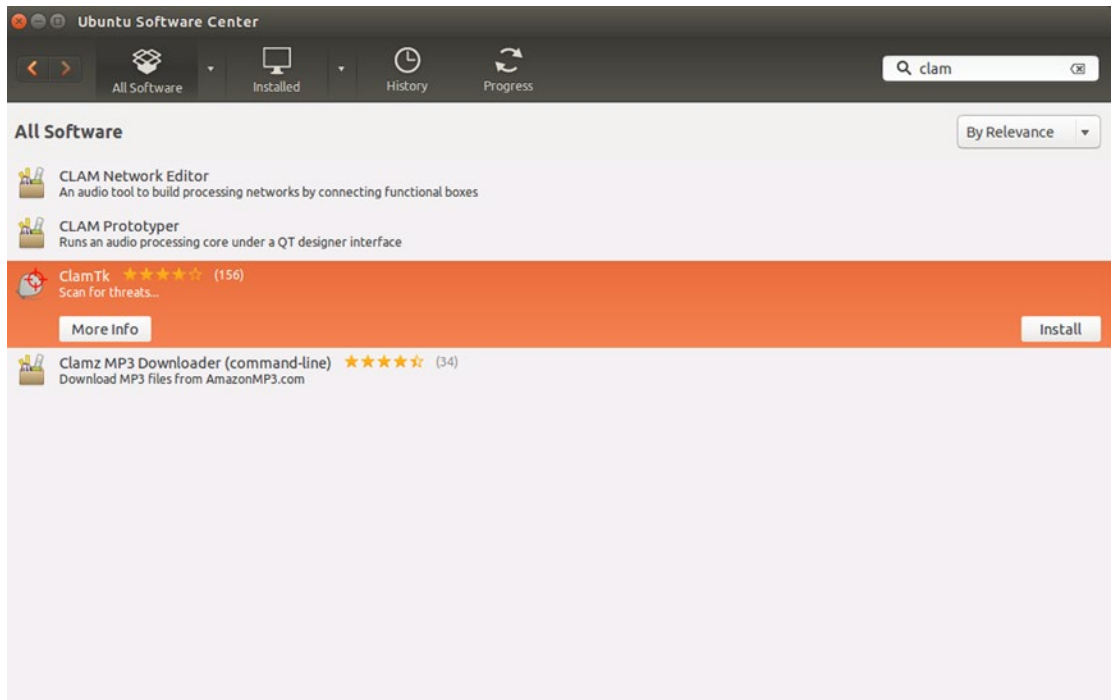 Ubuntu Software Center
All Software
Installed
History
Progress
clam
All Software
By Relevance
CLAM Network Editor
An audio tool to build processing networks by connecting functional boxes
CLAM Prototyper
Runs an audio processing core under a QT designer interface
ClamTk (156)
Scan for threats...
More Info
Install
Clamz MP3 Downloader (command-line) (34)
Download MP3 files from AmazonMP3.com